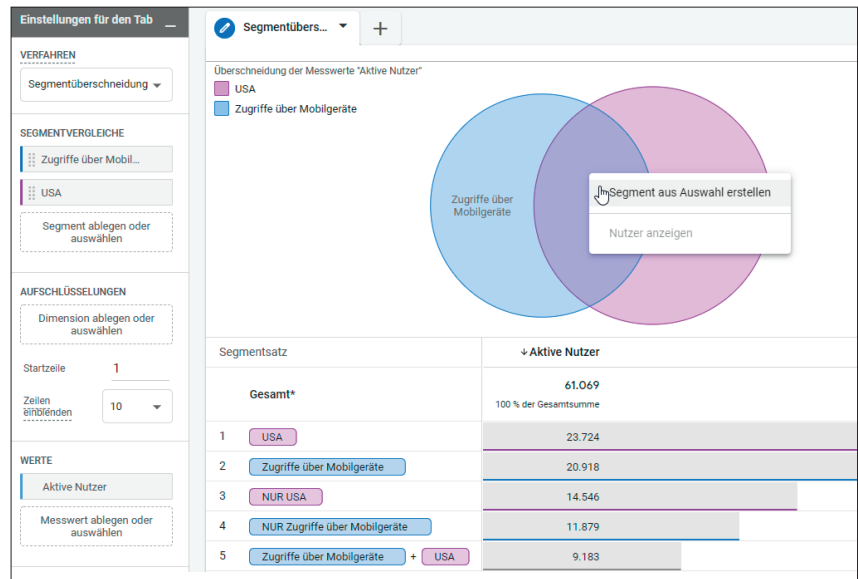 Einstellungen für den Tab
VERFAHREN
Segmentüberschneidung
SEGMENTVERGLEICHE
Zugriffe über Mobil...
USA
Segment ablegen oder
auswählen
AUFSCHLÜSSELUNGEN
Dimension ablegen oder
auswählen
Startzeile 1
Zeilen
einblenden
10
WERTE
Aktive Nutzer
Messwert ablegen oder
auswählen
Segmentübers...
Überschneidung der Messwerte "Aktive Nutzer"
USA
Zugriffe über Mobilgeräte
Zugriffe über
Mobilgeräte
Segment aus Auswahl erstellen
Nutzer anzeigen
Segmentsatz ↓Aktive Nutzer
Gesamt* 61.069
100 % der Gesamtsumme
1 USA 23.724
2 Zugriffe über Mobilgeräte 20.918
3 NUR USA 14.546
4 NUR Zugriffe über Mobilgeräte 11.879
5 Zugriffe über Mobilgeräte + USA 9.183